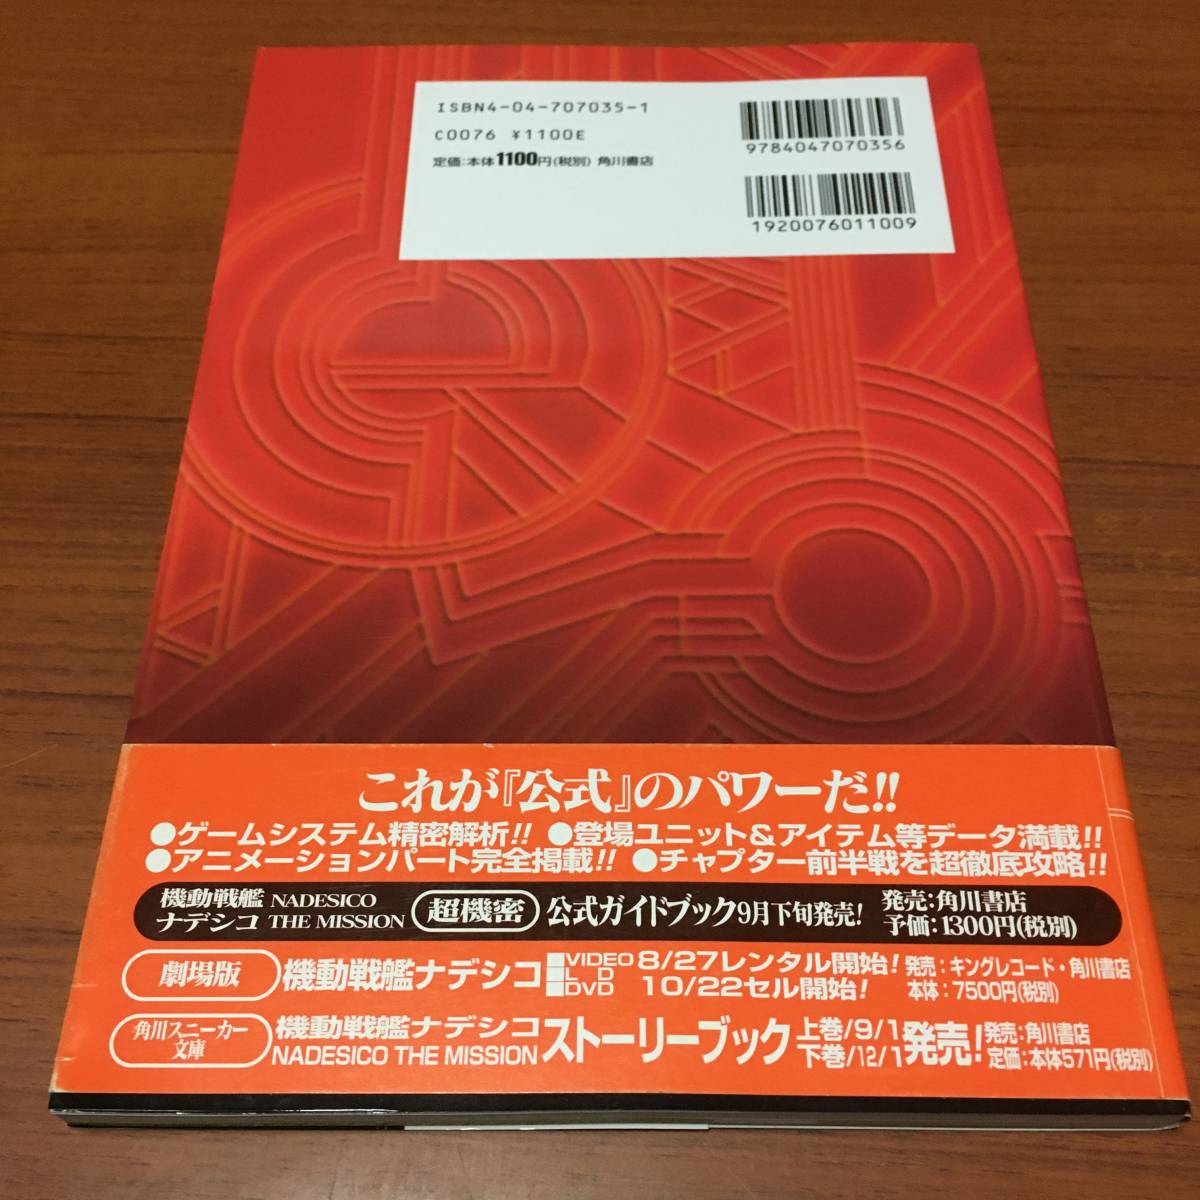 ISBN4-04-707035-1
C0076 ¥1100E
定価:本体1100円(税別) 角川書店
9784047070356
1920076011009
これが『公式』のパワーだ!!
●ゲームシステム精密解析!! ●登場ユニット&アイテム等データ満載!!
●アニメーションパート完全掲載!! ●チャプター前半戦を超徹底攻略!!
機動戦艦 NADESICO
ナデシコ THE MISSION
超機密
公式ガイドブック9月下旬発売!
発売:角川書店
予価:1300円(税別)
劇場版
機動戦艦ナデシコ
VIDEO
LD
DVD
8/27レンタル開始!
10/22セル開始!
発売:キングレコード・角川書店
本体:7500円(税別)
角川スニーカー
文庫
機動戦艦ナデシコ
NADESICO THE MISSION
ストーリーブック
上巻/9/1
下巻/12/1
発売!
発売:角川書店
定価:本体571円(税別)